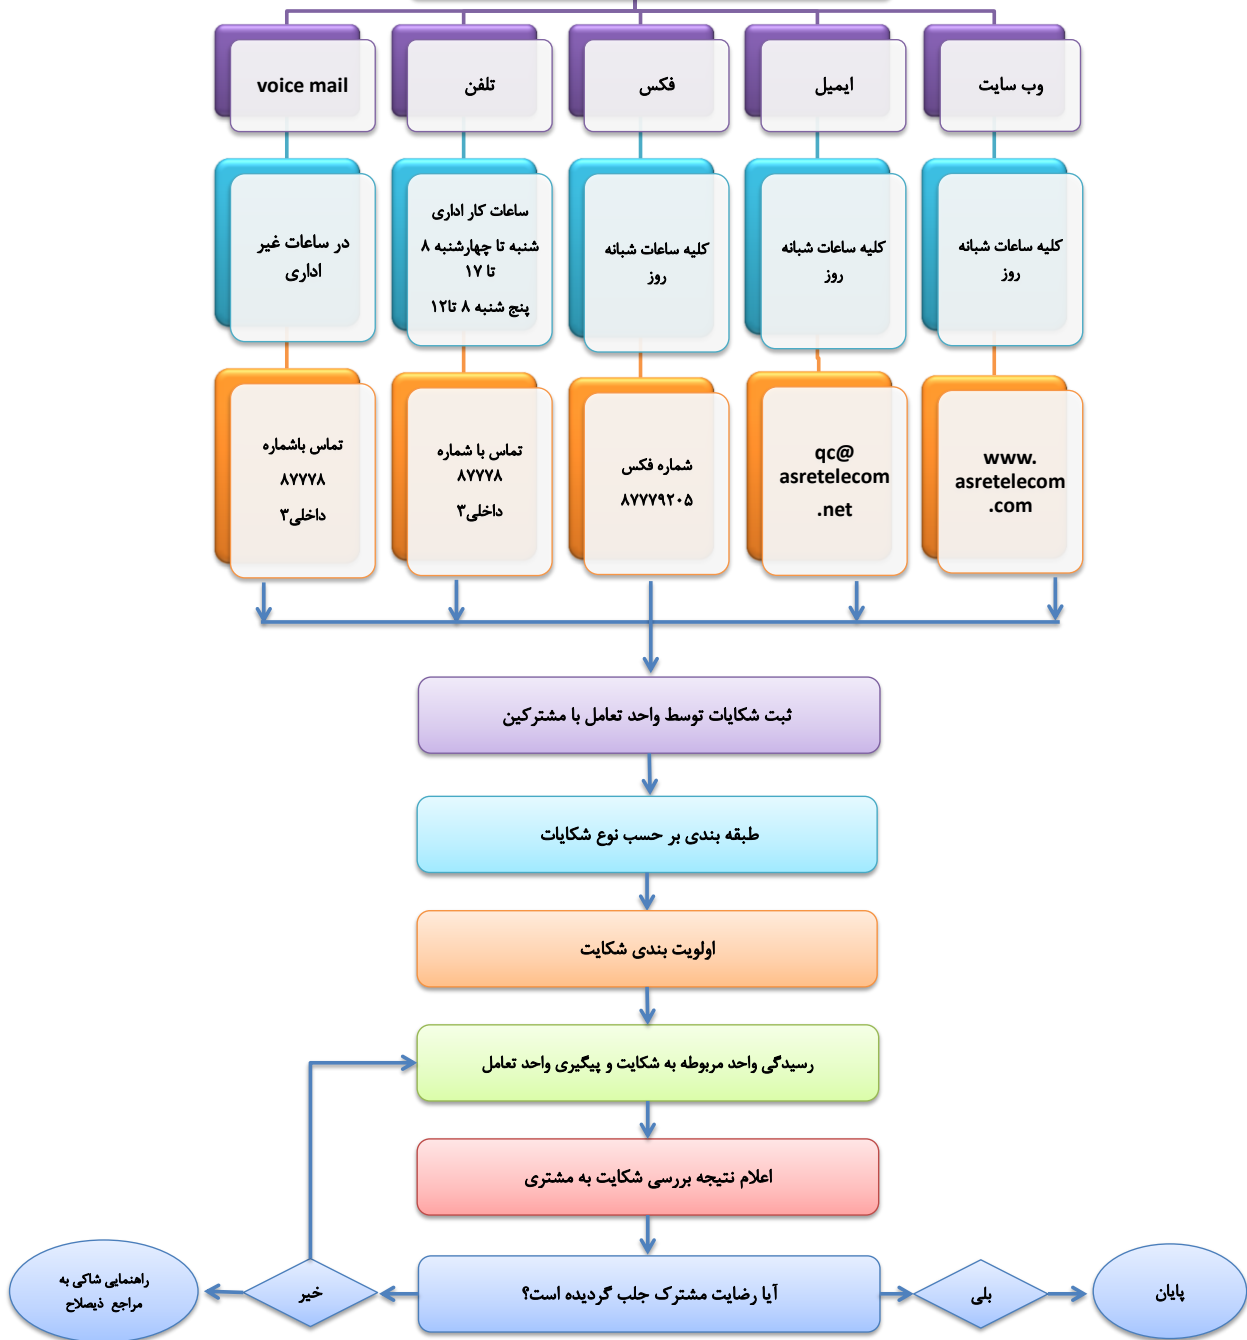 وب سایت
ایمیل
فکس
تلفن
voice mail
کلیه ساعات شبانه
روز
کلیه ساعات شبانه
روز
کلیه ساعات شبانه
روز
ساعات کار اداری
شنبه تا چهارشنبه ۸
تا ۱۷
پنج شنبه ۸ تا۱۲
در ساعات غیر
اداری
www.
asretelecom
.com
qc@
asretelecom
.net
شماره فکس
۸۷۷۷۹۲۰۵
تماس با شماره
۸۷۷۷۸
داخلی۳
تماس باشماره
۸۷۷۷۸
داخلی۳
ثبت شکایات توسط واحد تعامل با مشترکین
طبقه بندی بر حسب نوع شکایات
اولویت بندی شکایت
رسیدگی واحد مربوطه به شکایت و پیگیری واحد تعامل
اعلام نتیجه بررسی شکایت به مشتری
آیا رضایت مشترک جلب گردیده است؟
بلی
پایان
خیر
راهنمایی شاکی به
مراجع ذیصلاح